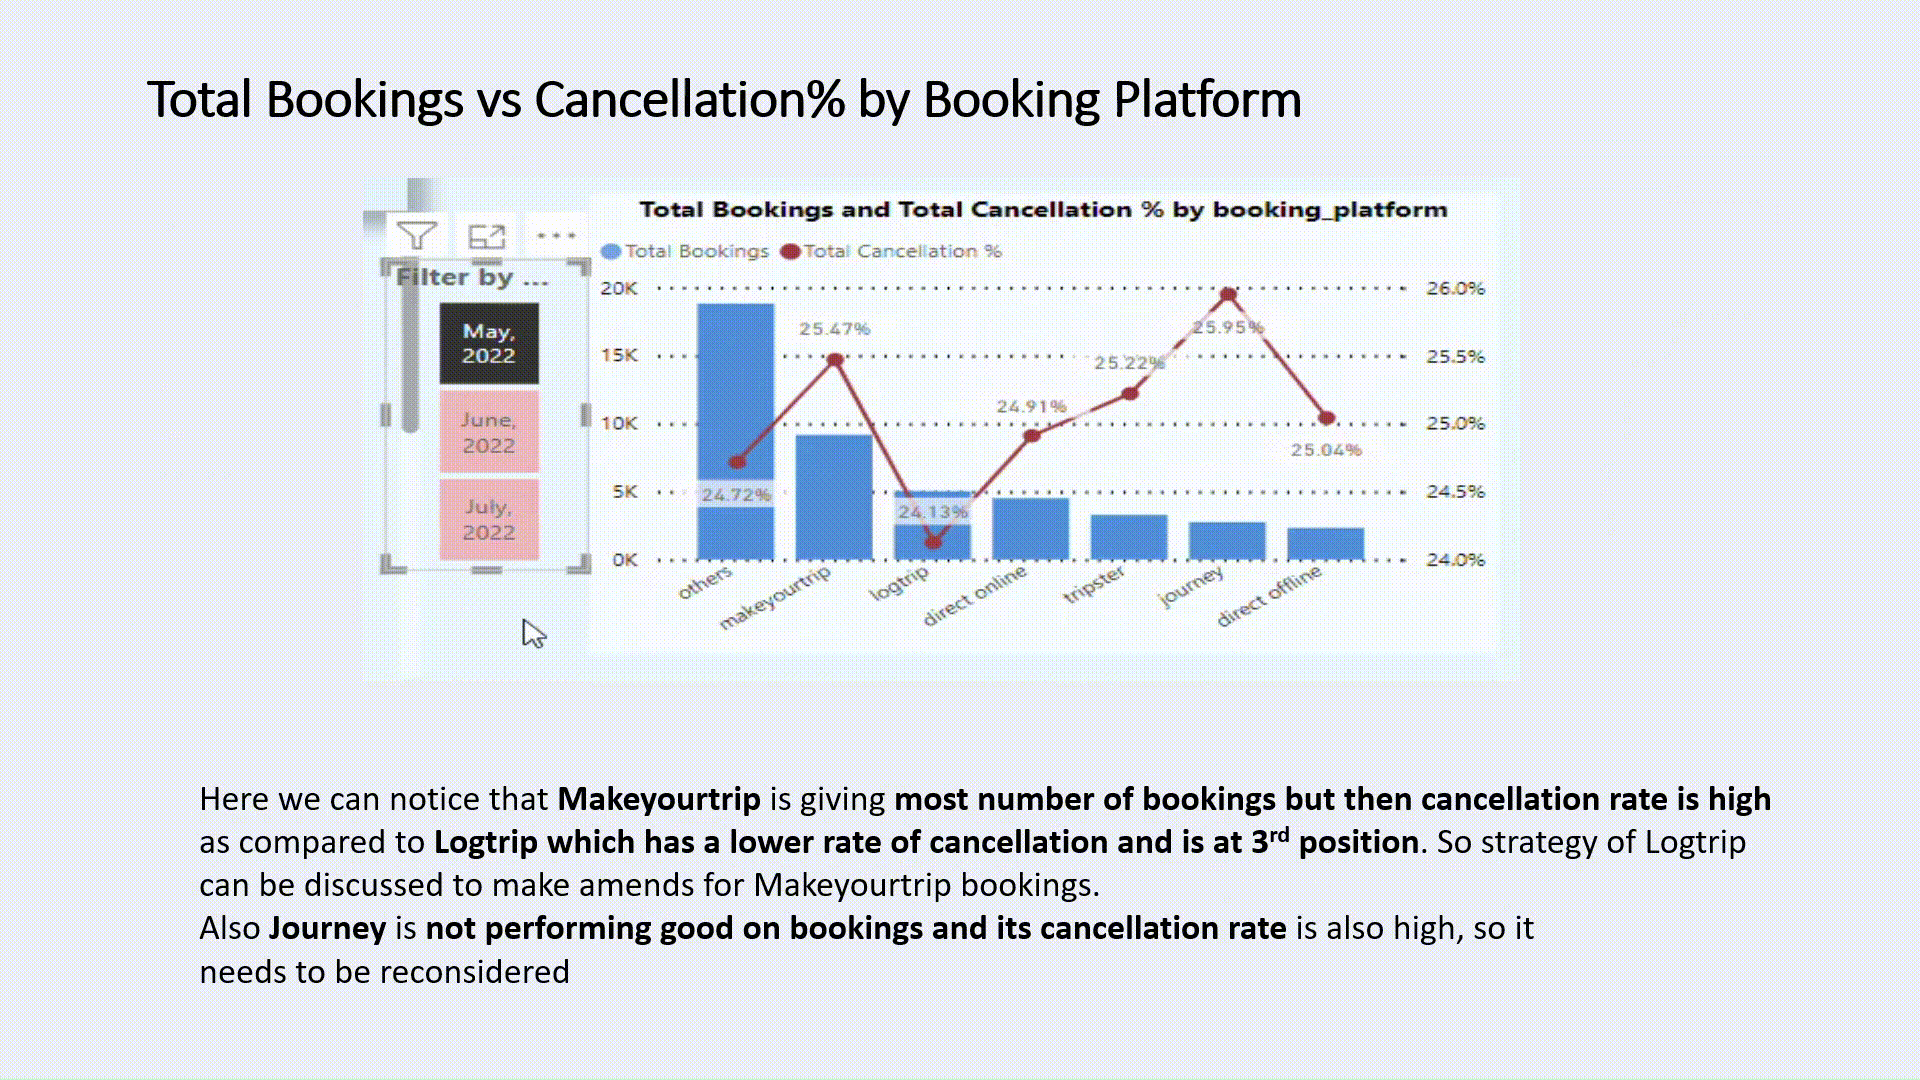 Total Bookings vs Cancellation% by Booking Platform
Total Bookings and Total Cancellation % by booking_platform
Total Bookings Total Cancellation %
Filter by ...
May,
2022
June,
2022
July,
2022
20K
15K
10K
5K
0K
26.0%
25.5%
25.0%
24.5%
24.0%
24.72%
25.47%
24.13%
24.91%
25.22%
25.95%
25.04%
others
makeyourtrip
logtrip
direct online
tripster
journey
direct offline
Here we can notice that Makeyourtrip is giving most number of bookings but then cancellation rate is high
as compared to Logtrip which has a lower rate of cancellation and is at 3rd position. So strategy of Logtrip
can be discussed to make amends for Makeyourtrip bookings.
Also Journey is not performing good on bookings and its cancellation rate is also high, so it
needs to be reconsidered